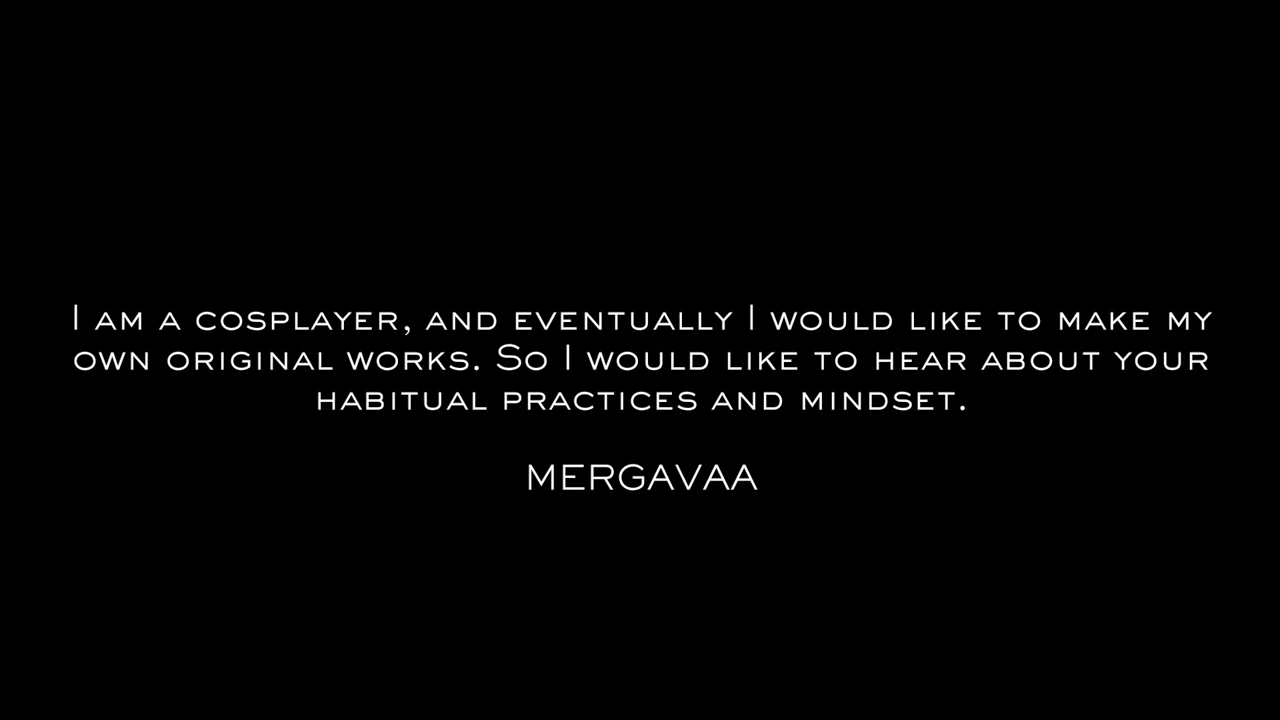 I am a cosplayer, and eventually I would like to make my
own original works. So I would like to hear about your
habitual practices and mindset.
MERGAVAA